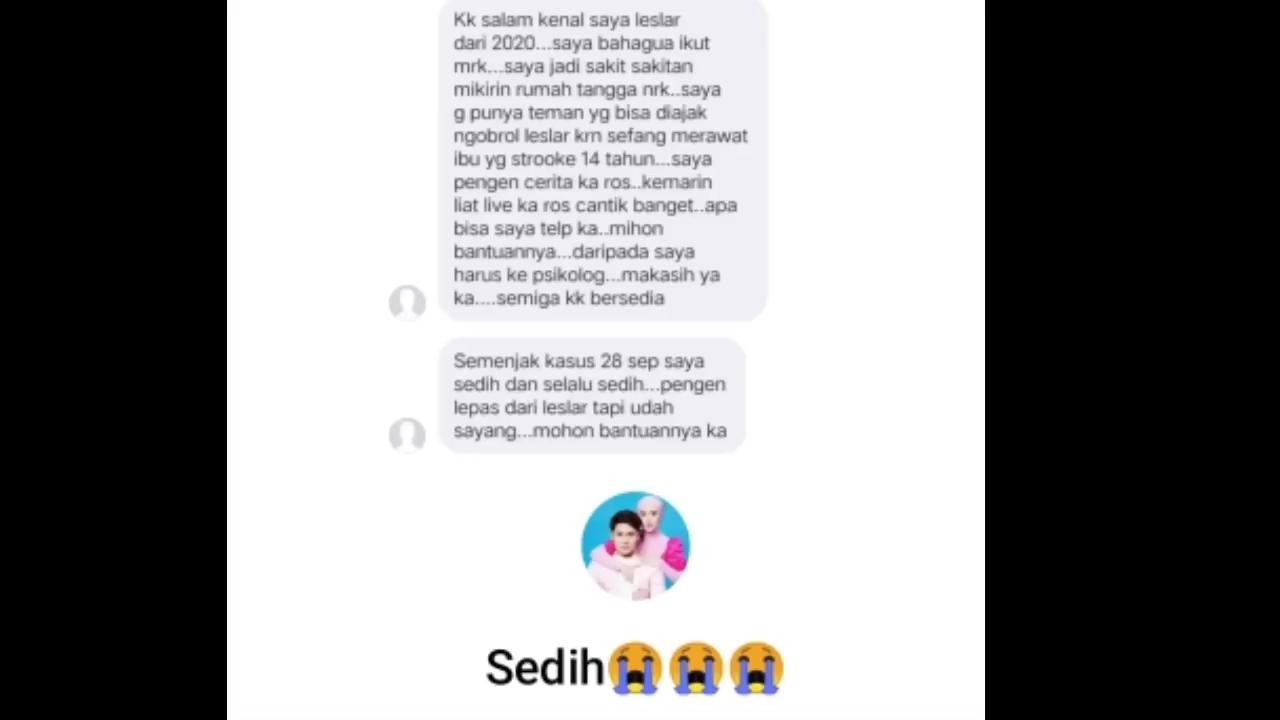 Kk salam kenal saya leslar
dari 2020...saya bahagua ikut
mrk...saya jadi sakit sakitan
mikirin rumah tangga nrk..saya
g punya teman yg bisa diajak
ngobrol leslar krn sefang merawat
ibu yg strooke 14 tahun...saya
pengen cerita ka ros..kemarin
liat live ka ros cantik banget..apa
bisa saya telp ka..mihon
bantuannya...daripada saya
harus ke psikolog...makasih ya
ka....semiga kk bersedia
Semenjak kasus 28 sep saya
sedih dan selalu sedih...pengen
lepas dari leslar tapi udah
sayang...mohon bantuannya ka
Sedih😭😭😭